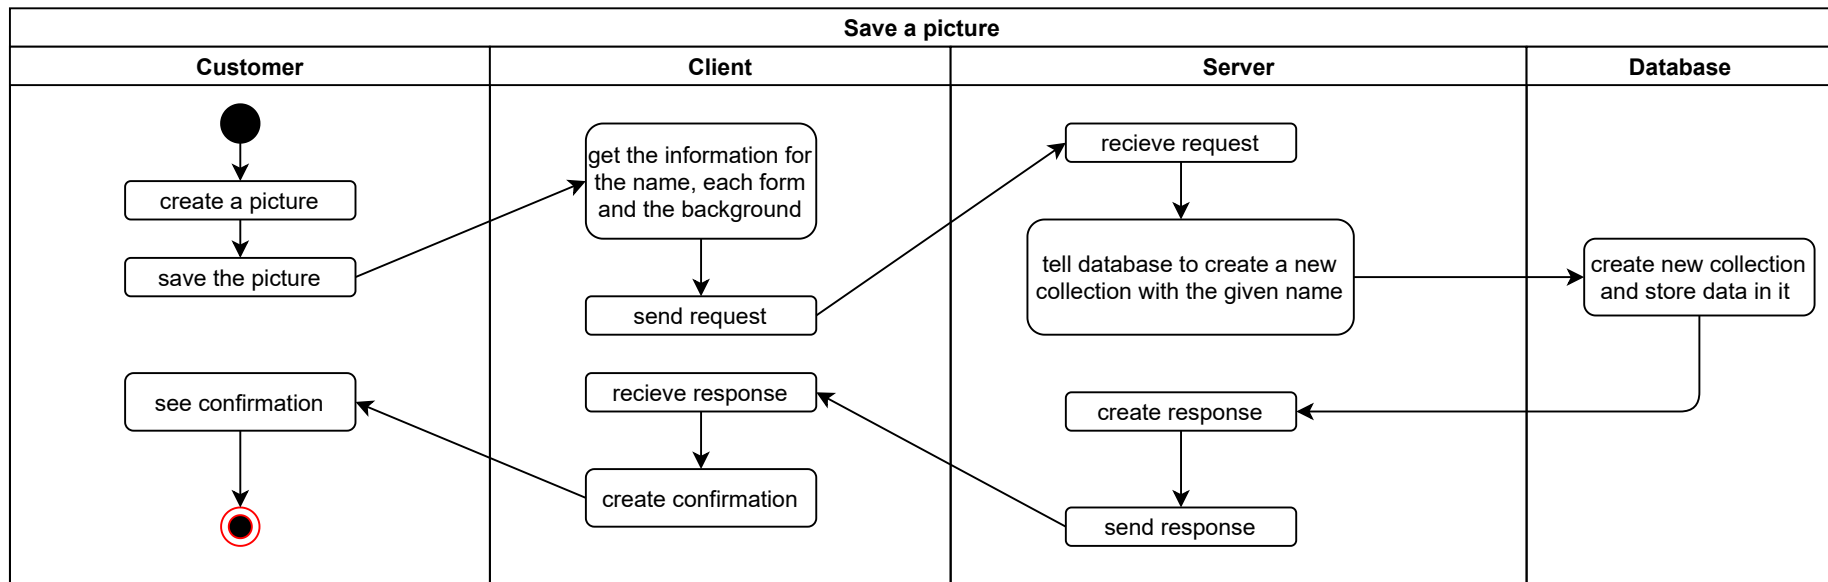 Save a picture
Customer
Client
Server
Database
create a picture
save the picture
get the information for
the name, each form
and the background
send request
recieve request
tell database to create a new
collection with the given name
create new collection
and store data in it
create response
send response
recieve response
create confirmation
see confirmation